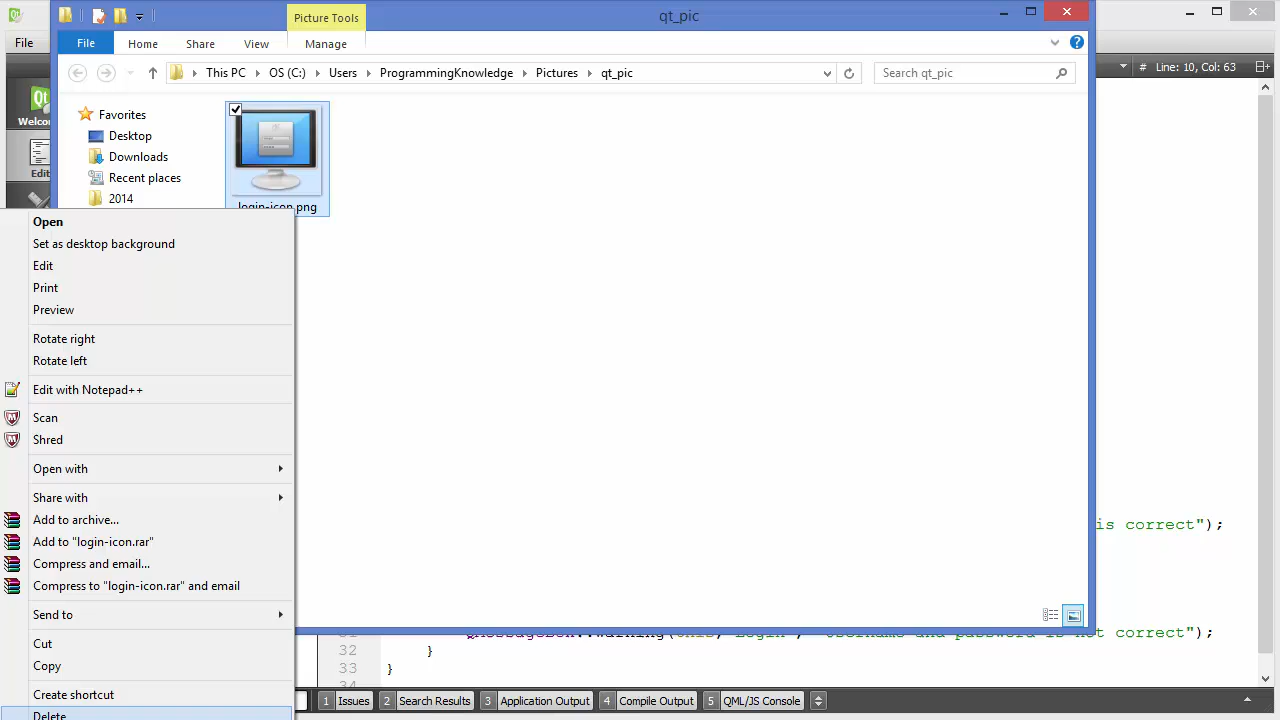 Picture Tools
qt_pic
File
File
Home
Share
View
Manage
This PC
OS (C:)
Users
ProgrammingKnowledge
Pictures
qt_pic
Search qt_pic
# Line: 10, Col: 63
Qt
Welco
Edit
Favorites
Desktop
Downloads
Recent places
2014
login-icon.png
Open
Set as desktop background
Edit
Print
Preview
Rotate right
Rotate left
Edit with Notepad++
Scan
Shred
Open with
Share with
Add to archive...
Add to "login-icon.rar"
Compress and email...
Compress to "login-icon.rar" and email
Send to
Cut
Copy
Create shortcut
Delete
is correct");
not correct");
32 }
33 }
34
1 Issues
2 Search Results
3 Application Output
4 Compile Output
5 QML/JS Console